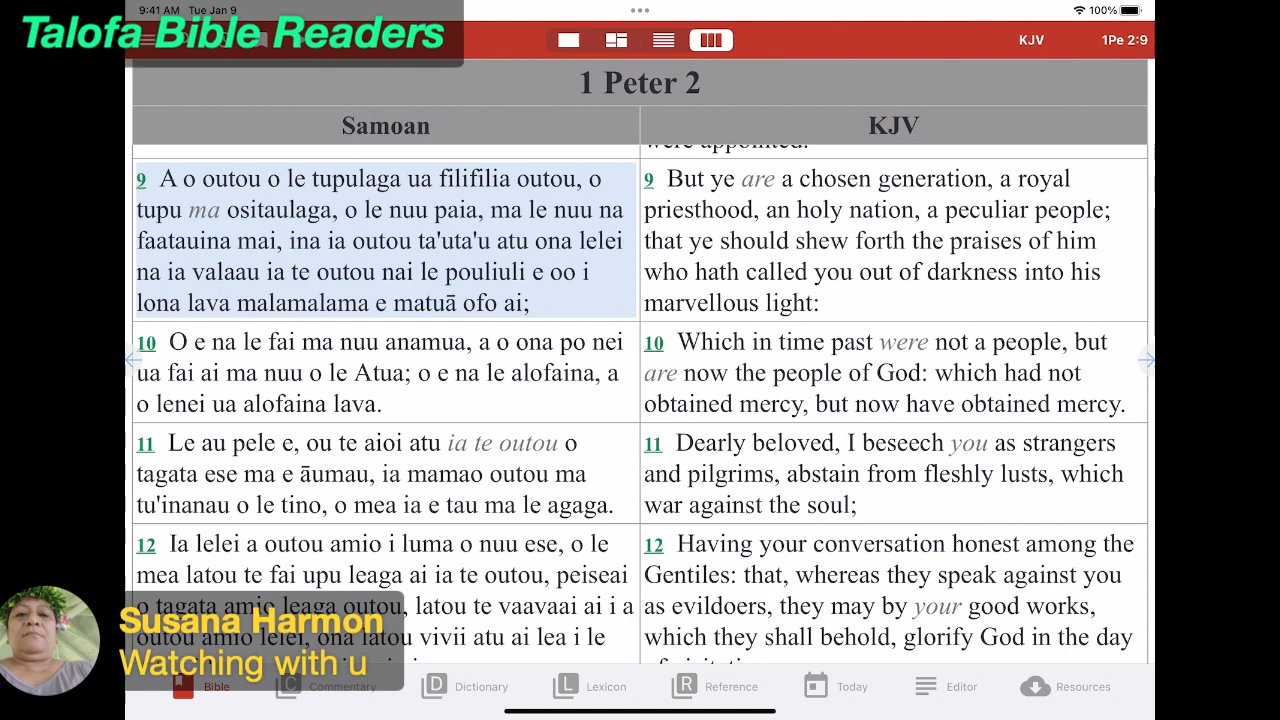 9:41 AM Tue Jan 9
100%
Talofa Bible Readers
KJV
1Pe 2:9
1 Peter 2
Samoan
KJV
were appointed.
9 A o outou o le tupulaga ua filifilia outou, o
tupu ma ositaulaga, o le nuu paia, ma le nuu na
faatauina mai, ina ia outou ta'uta'u atu ona lelei
na ia valaau ia te outou nai le pouliuli e oo i
lona lava malamalama e matuā ofo ai;
9 But ye are a chosen generation, a royal
priesthood, an holy nation, a peculiar people;
that ye should shew forth the praises of him
who hath called you out of darkness into his
marvellous light:
10 O e na le fai ma nuu anamua, a o ona po nei
ua fai ai ma nuu o le Atua; o e na le alofaina, a
o lenei ua alofaina lava.
10 Which in time past were not a people, but
are now the people of God: which had not
obtained mercy, but now have obtained mercy.
11 Le au pele e, ou te aioi atu ia te outou o
tagata ese ma e āumau, ia mamao outou ma
tu'inanau o le tino, o mea ia e tau ma le agaga.
11 Dearly beloved, I beseech you as strangers
and pilgrims, abstain from fleshly lusts, which
war against the soul;
12 Ia lelei a outou amio i luma o nuu ese, o le
mea latou te fai upu leaga ai ia te outou, peiseai
o tagata amio leaga outou, latou te vaavaai ai i a
outou amio lelei, ona latou vivii atu ai lea i le
12 Having your conversation honest among the
Gentiles: that, whereas they speak against you
as evildoers, they may by your good works,
which they shall behold, glorify God in the day
Susana Harmon
Watching with u
Bible
Commentary
Dictionary
Lexicon
Reference
Today
Editor
Resources